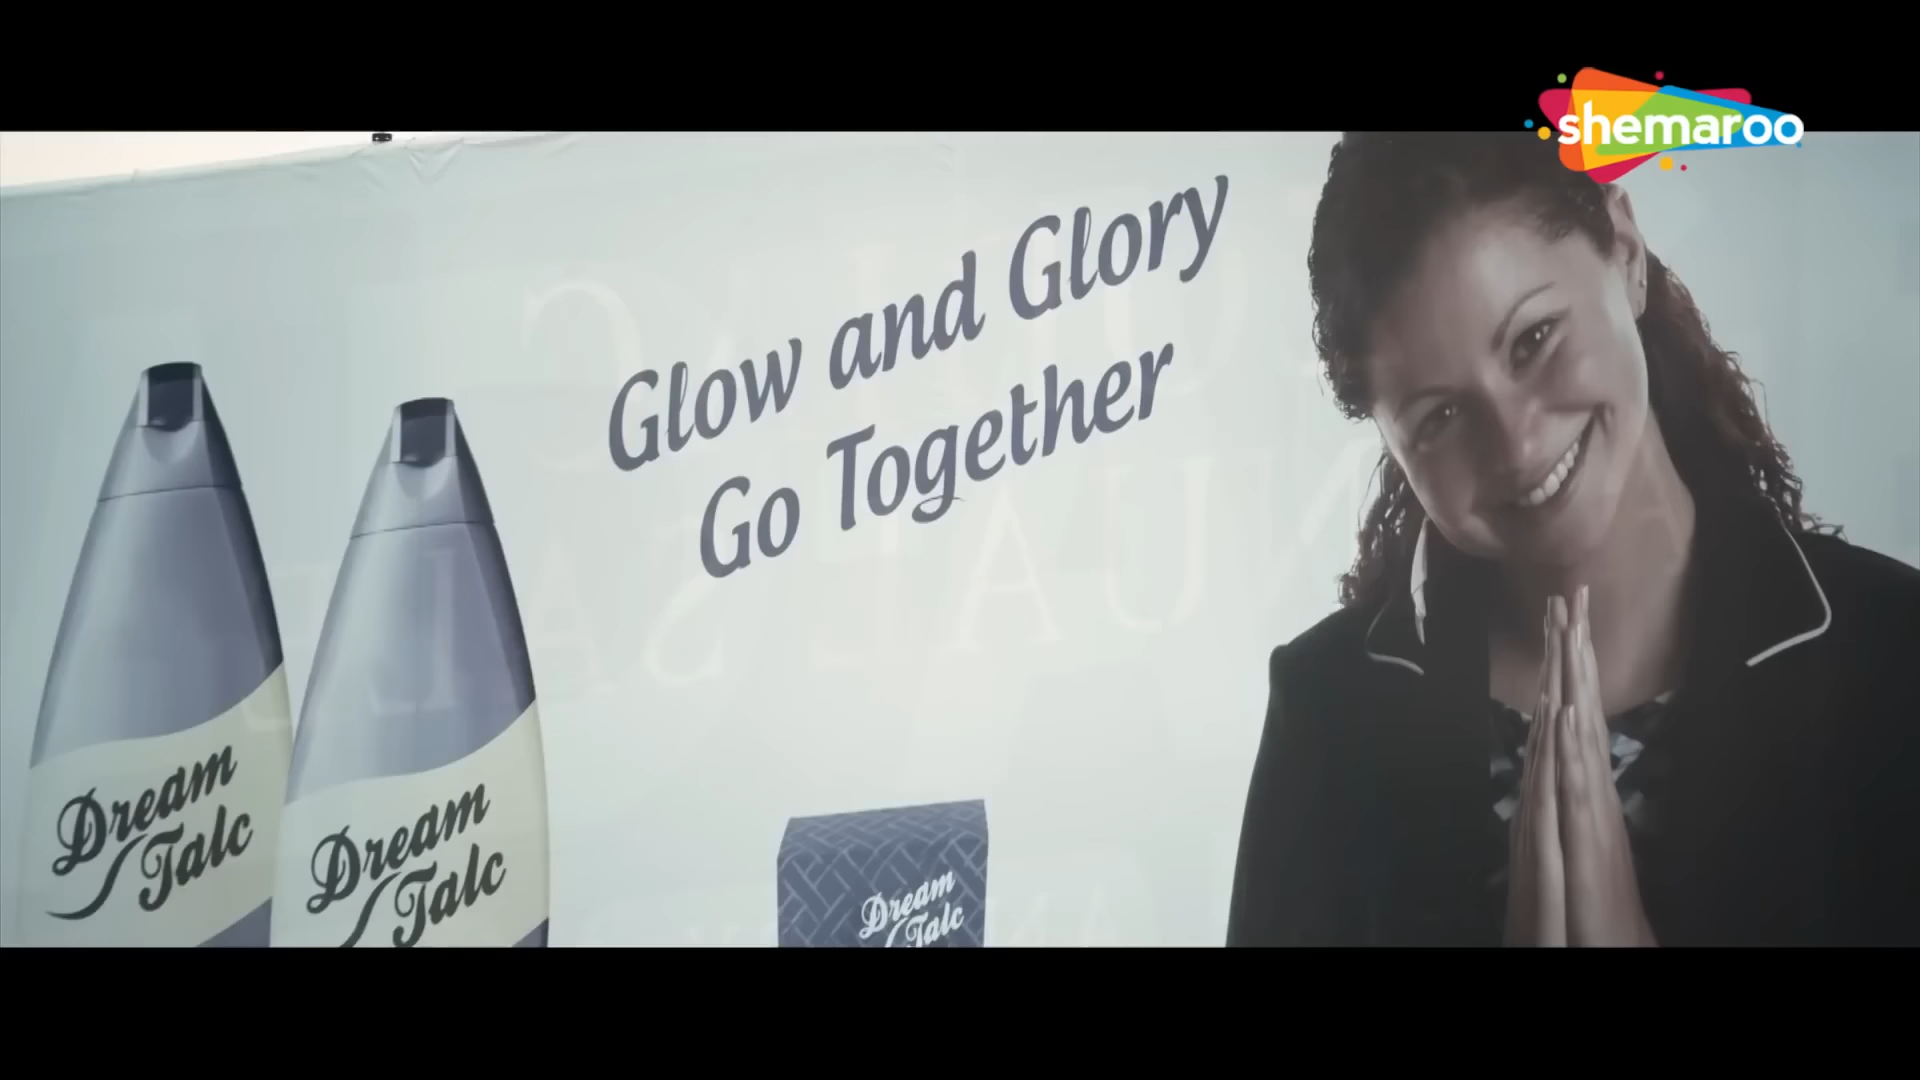 shemaroo
Glow and Glory
Go Together
Dream
Talc
Dream
Talc
Dream
Talc